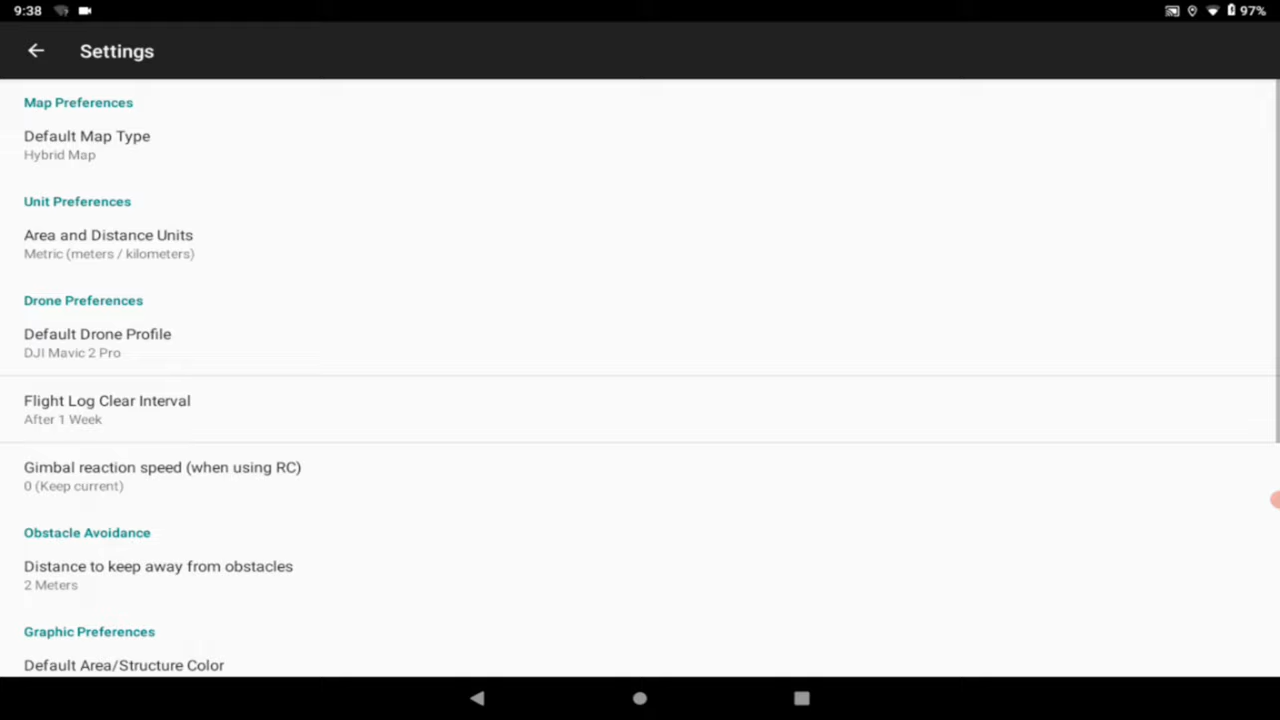 9:38
97%
Settings
Map Preferences
Default Map Type
Hybrid Map
Unit Preferences
Area and Distance Units
Metric (meters / kilometers)
Drone Preferences
Default Drone Profile
DJI Mavic 2 Pro
Flight Log Clear Interval
After 1 Week
Gimbal reaction speed (when using RC)
0 (Keep current)
Obstacle Avoidance
Distance to keep away from obstacles
2 Meters
Graphic Preferences
Default Area/Structure Color